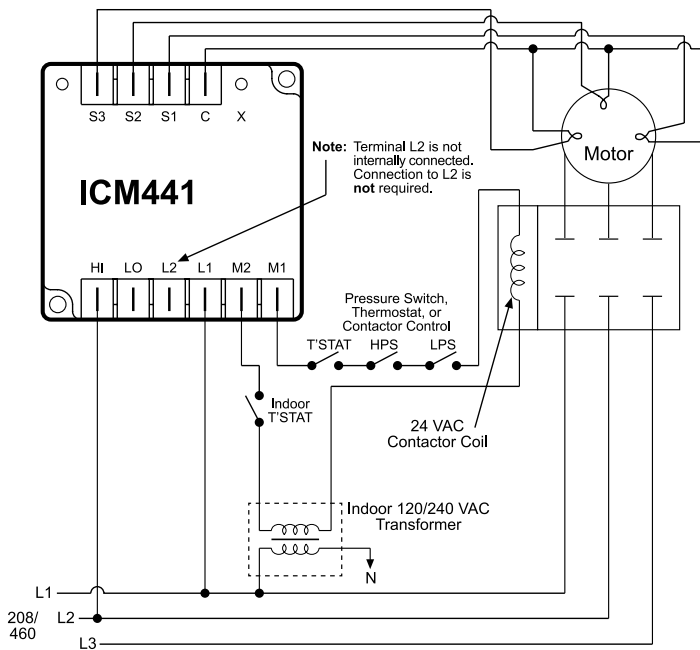 S3 S2 S1 C X
Note: Terminal L2 is not
internally connected.
Connection to L2 is
not required.
Motor
ICM441
HI LO L2 L1 M2 M1
Pressure Switch,
Thermostat, or
Contactor Control
T'STAT HPS LPS
Indoor
T'STAT
24 VAC
Contactor Coil
Indoor 120/240 VAC
Transformer
N
L1
208/
460
L2
L3